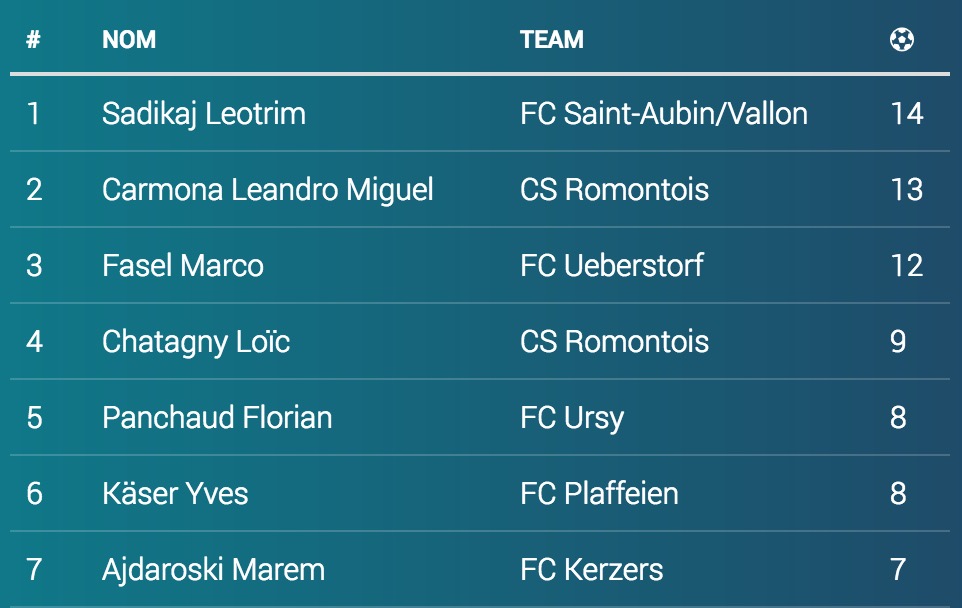 # NOM TEAM
1 Sadikaj Leotrim FC Saint-Aubin/Vallon 14
2 Carmona Leandro Miguel CS Romontois 13
3 Fasel Marco FC Ueberstorf 12
4 Chatagny Loïc CS Romontois 9
5 Panchaud Florian FC Ursy 8
6 Käser Yves FC Plaffeien 8
7 Ajdaroski Marem FC Kerzers 7